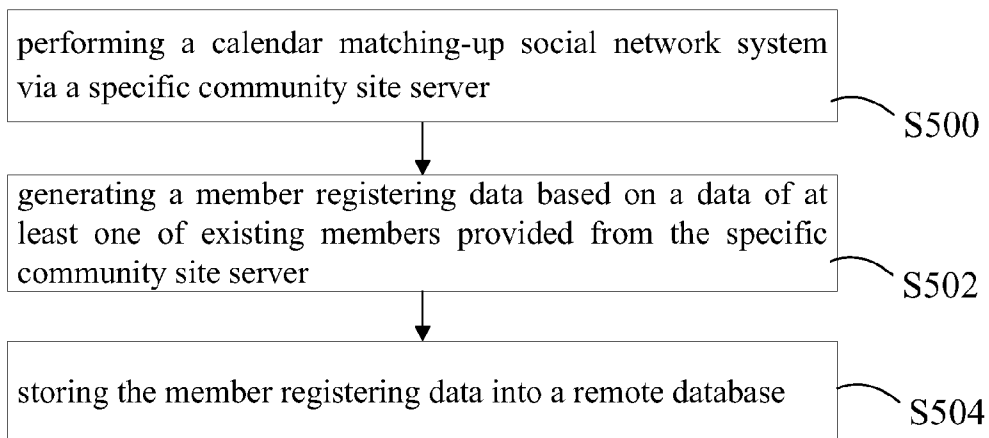 performing a calendar matching-up social network system
via a specific community site server
S500
generating a member registering data based on a data of at
least one of existing members provided from the specific
community site server
S502
storing the member registering data into a remote database
S504